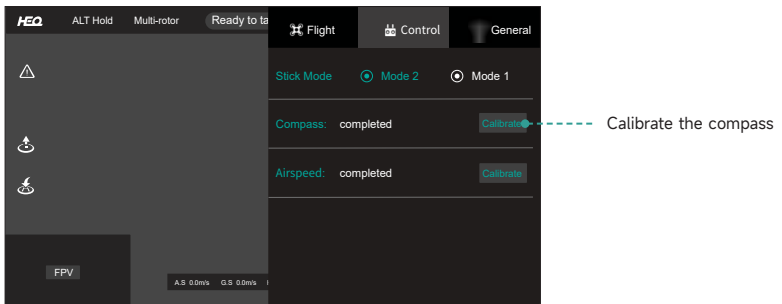 HEQ ALT Hold Multi-rotor Ready to ta
Flight Control General
Stick Mode Mode 2 Mode 1
Compass: completed Calibrate
Calibrate the compass
Airspeed: completed Calibrate
FPV
A.S 0.0m/s G.S 0.0m/s